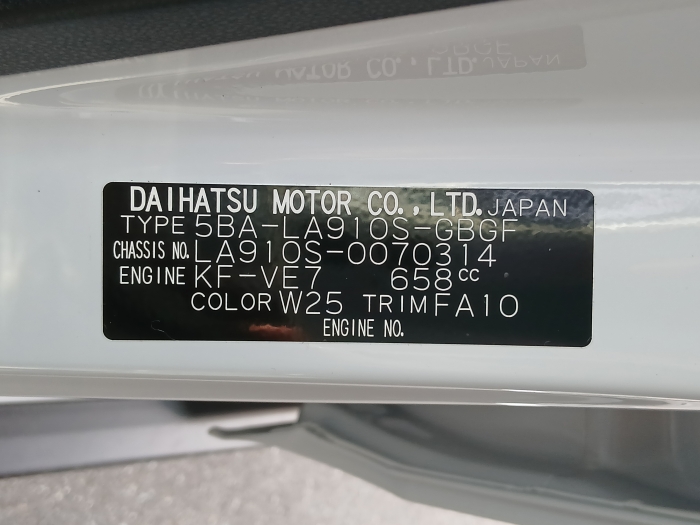 DAIHATSU MOTOR CO., LTD. JAPAN
TYPE 5BA-LA910S-GBGF
CHASSIS NO. LA910S-0070314
ENGINE KF-VE7 658cc
COLOR W25 TRIM FA10
ENGINE NO.